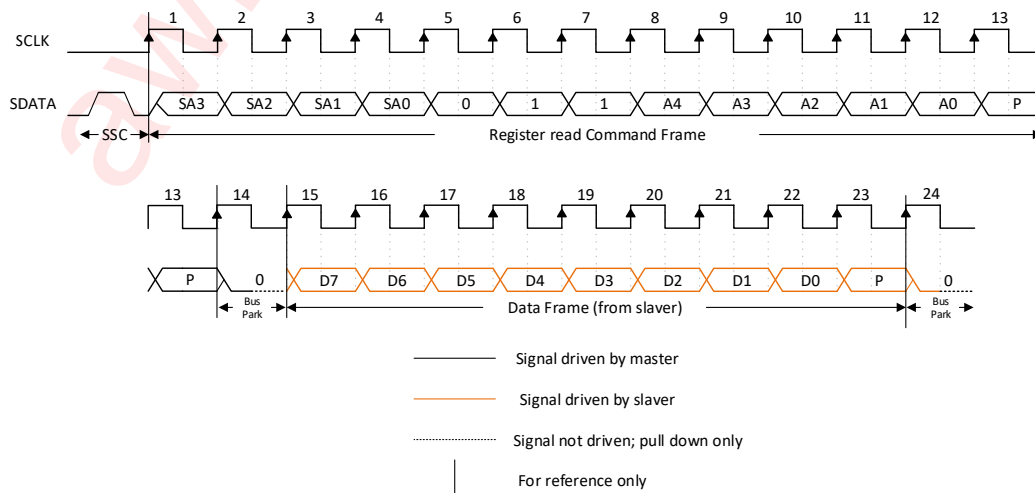 1 2 3 4 5 6 7 8 9 10 11 12 13
SCLK
SDATA SA3 SA2 SA1 SA0 0 1 1 A4 A3 A2 A1 A0 P
SSC Register read Command Frame
13 14 15 16 17 18 19 20 21 22 23 24
P 0 D7 D6 D5 D4 D3 D2 D1 D0 P 0
Bus Park Data Frame (from slaver) Bus Park
Signal driven by master
Signal driven by slaver
Signal not driven; pull down only
For reference only